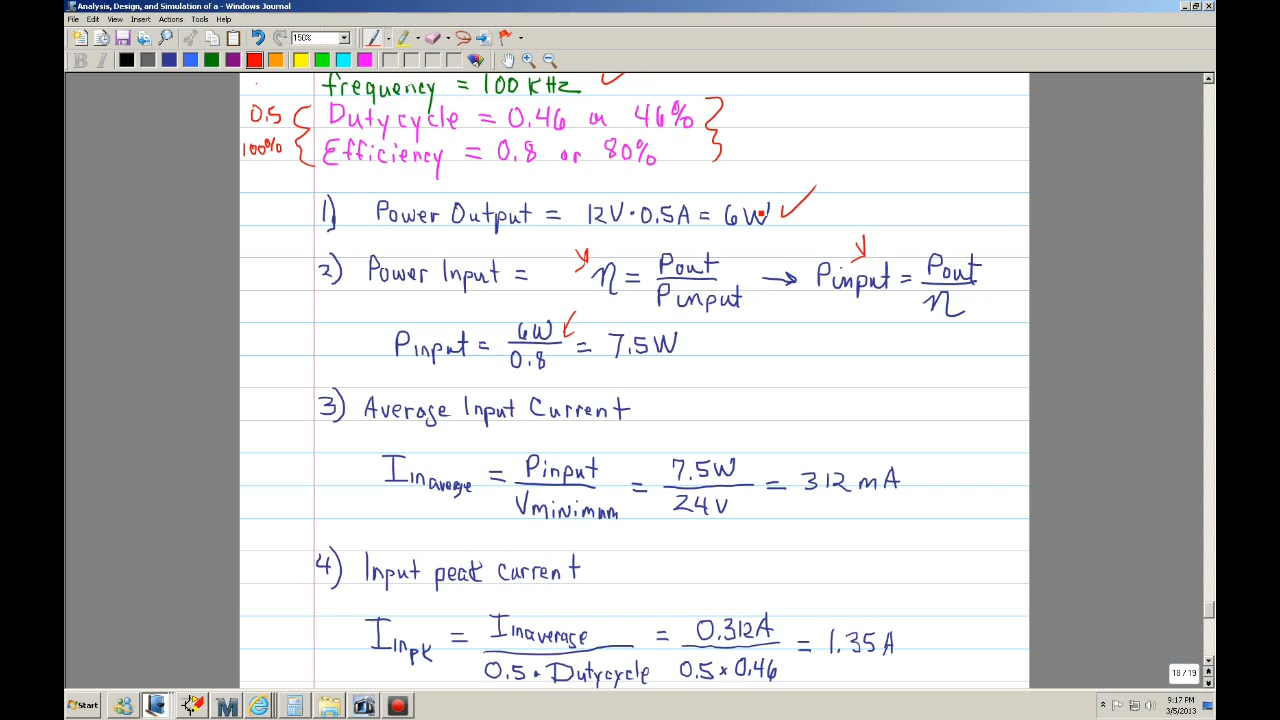 Analysis, Design, and Simulation of a - Windows Journal
File Edit View Insert Actions Tools Help
150%
B I
frequency = 100 KHz
0.5 Dutycycle = 0.46 or 46%
100% Efficiency = 0.8 or 80%
1) Power Output = 12V · 0.5A = 6W
2) Power Input = η = Pout / Pinput → Pinput = Pout / η
Pinput = 6W / 0.8 = 7.5W
3) Average Input Current
Iinaverage = Pinput / Vminimum = 7.5W / 24V = 312 mA
4) Input peak current
Iinpk = Iinaverage / 0.5 · Dutycycle = 0.312A / 0.5 x 0.46 = 1.35 A
18 / 19
Start
9:17 PM
3/5/2013